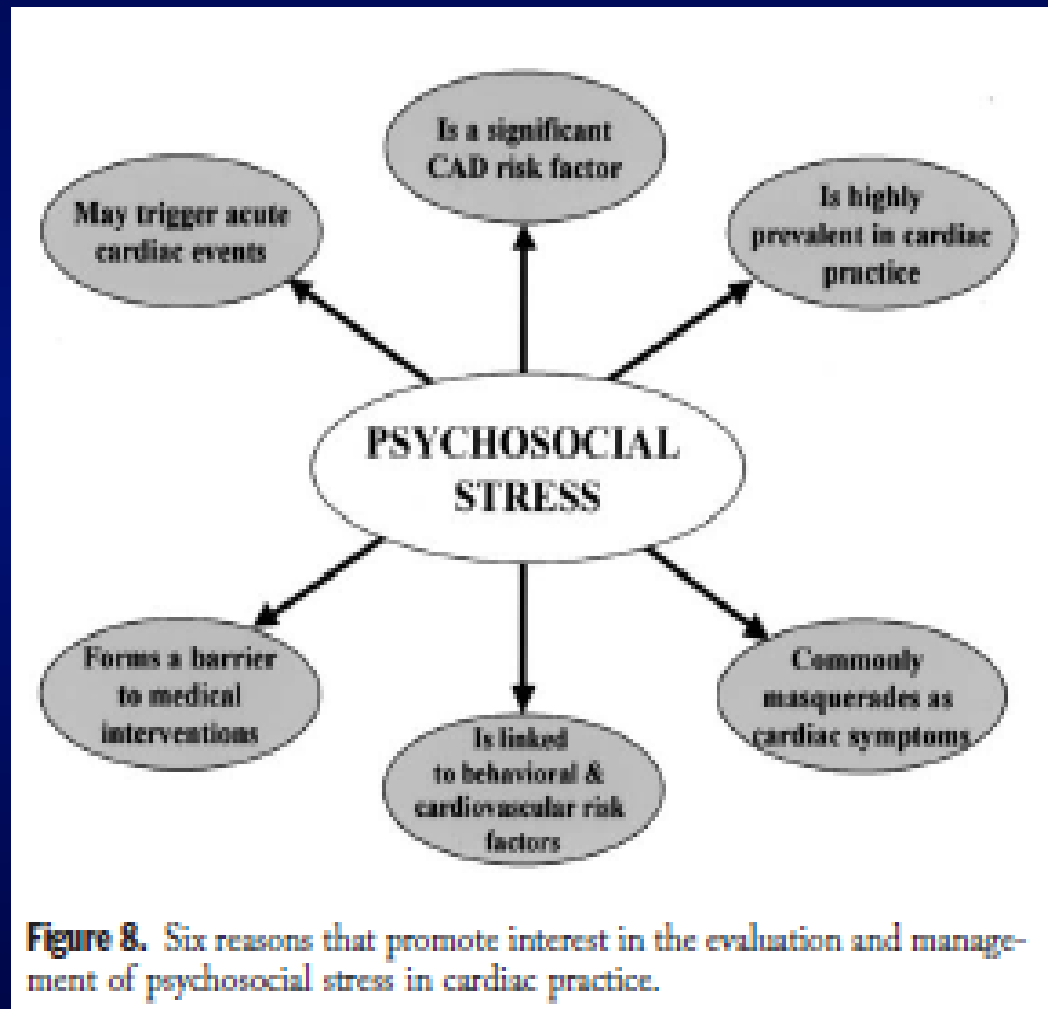 Is a significant
CAD risk factor
May trigger acute
cardiac events
Is highly
prevalent in cardiac
practice
PSYCHOSOCIAL
STRESS
Forms a barrier
to medical
interventions
Is linked
to behavioral &
cardiovascular risk
factors
Commonly
masquerades as
cardiac symptoms
Figure 8. Six reasons that promote interest in the evaluation and manage-
ment of psychosocial stress in cardiac practice.